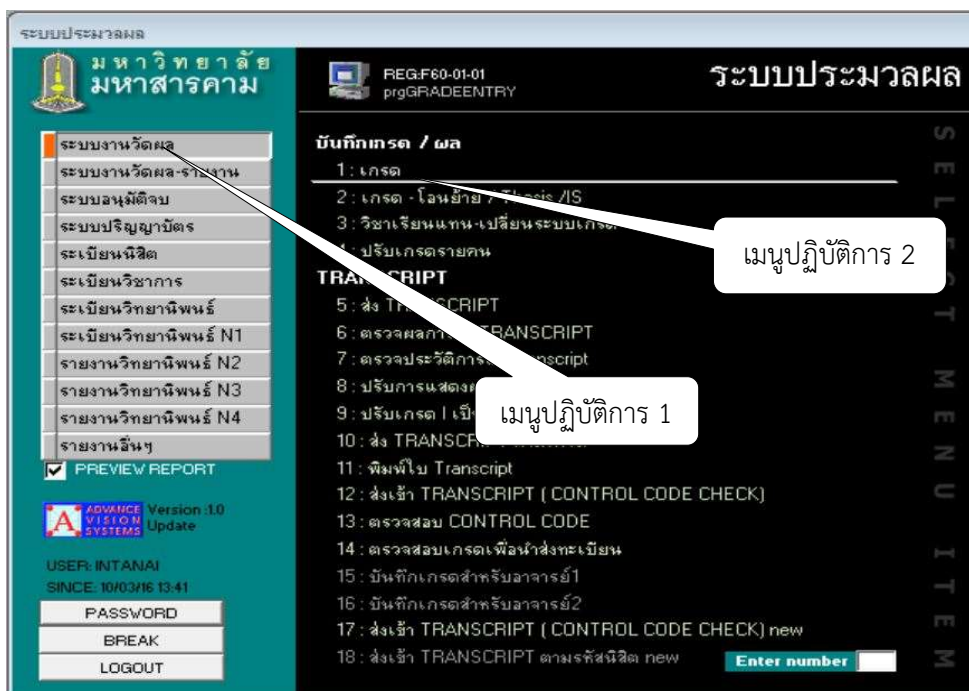 ระบบประมวลผล
มหาวิทยาลัย
มหาสารคาม
REG:F60-01-01
prgGRADEENTRY
ระบบประมวลผล
ระบบงานวัดผล
ระบบงานวัดผล-รายงาน
ระบบอนุมัติจบ
ระบบปริญญาบัตร
ระเบียนนิสิต
ระเบียนวิชาการ
ระเบียนวิทยานิพนธ์
ระเบียนวิทยานิพนธ์ N1
รายงานวิทยานิพนธ์ N2
รายงานวิทยานิพนธ์ N3
รายงานวิทยานิพนธ์ N4
รายงานอื่นๆ
PREVIEW REPORT
ADVANCE VISION SYSTEMS
Version :1.0
Update
USER: INTANAI
SINCE: 10/03/16 13:41
PASSWORD
BREAK
LOGOUT
บันทึกเกรด / ผล
1 : เกรด
2 : เกรด - โอนย้าย / Thesis /IS
3 : วิชาเรียนแทน-เปลี่ยนระบบเกรด
4 : ปรับเกรดรายคน
TRANSCRIPT
5 : ส่ง TRANSCRIPT
6 : ตรวจผลการ TRANSCRIPT
7 : ตรวจประวัติการ Transcript
8 : ปรับการแสดง
9 : ปรับเกรด I
10 : ส่ง TRANSCRIPT
11 : พิมพ์ใบ Transcript
12 : ส่งเข้า TRANSCRIPT ( CONTROL CODE CHECK)
13 : ตรวจสอบ CONTROL CODE
14 : ตรวจสอบเกรดเพื่อนำส่งทะเบียน
15 : บันทึกเกรดสำหรับอาจารย์1
16 : บันทึกเกรดสำหรับอาจารย์2
17 : ส่งเข้า TRANSCRIPT ( CONTROL CODE CHECK) new
18 : ส่งเข้า TRANSCRIPT ตามรหัสนิสิต new
Enter number
เมนูปฏิบัติการ 2
เมนูปฏิบัติการ 1
SELECT MENU ITEM